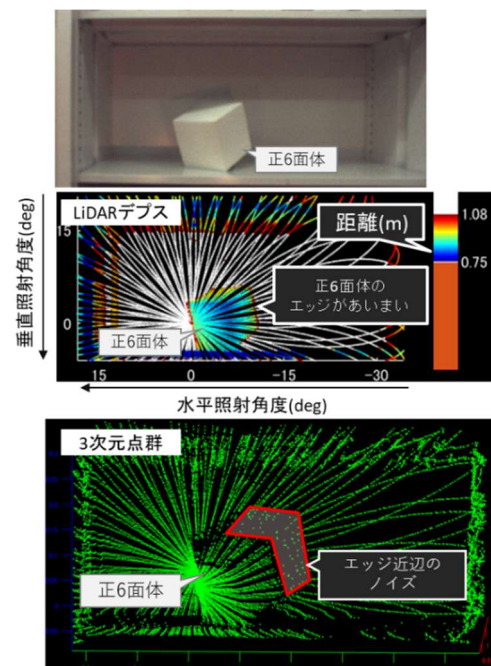 正6面体
LiDARデプス
距離(m)
1.08
0.75
15
0
正6面体の
エッジがあいまい
正6面体
垂直照射角度(deg)
15
0
-15
-30
水平照射角度(deg)
3次元点群
正6面体
エッジ近辺の
ノイズ